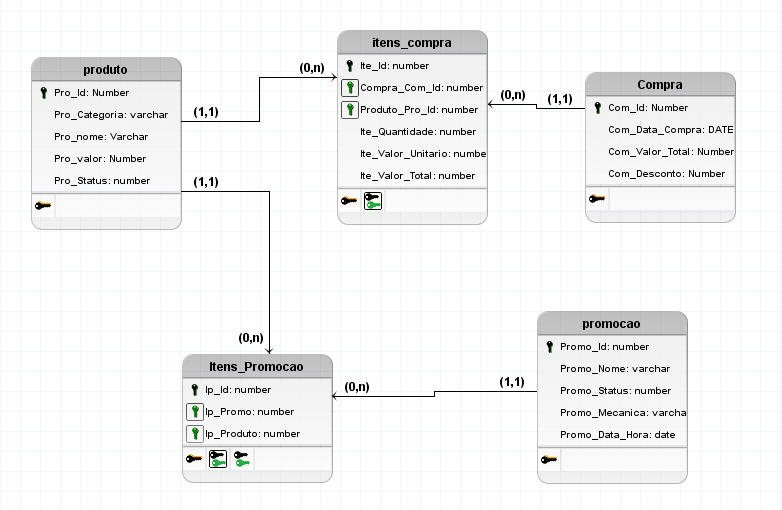 produto
Pro_Id: Number
Pro_Categoria: varchar
Pro_nome: Varchar
Pro_valor: Number
Pro_Status: number
(1,1)
(0,n)
(1,1)
(0,n)
itens_compra
Ite_Id: number
Compra_Com_Id: number
Produto_Pro_Id: number
Ite_Quantidade: number
Ite_Valor_Unitario: numbe
Ite_Valor_Total: number
(0,n)
(1,1)
Compra
Com_Id: Number
Com_Data_Compra: DATE
Com_Valor_Total: Number
Com_Desconto: Number
Itens_Promocao
Ip_Id: number
Ip_Promo: number
Ip_Produto: number
(0,n)
(1,1)
promocao
Promo_Id: number
Promo_Nome: varchar
Promo_Status: number
Promo_Mecanica: varcha
Promo_Data_Hora: date